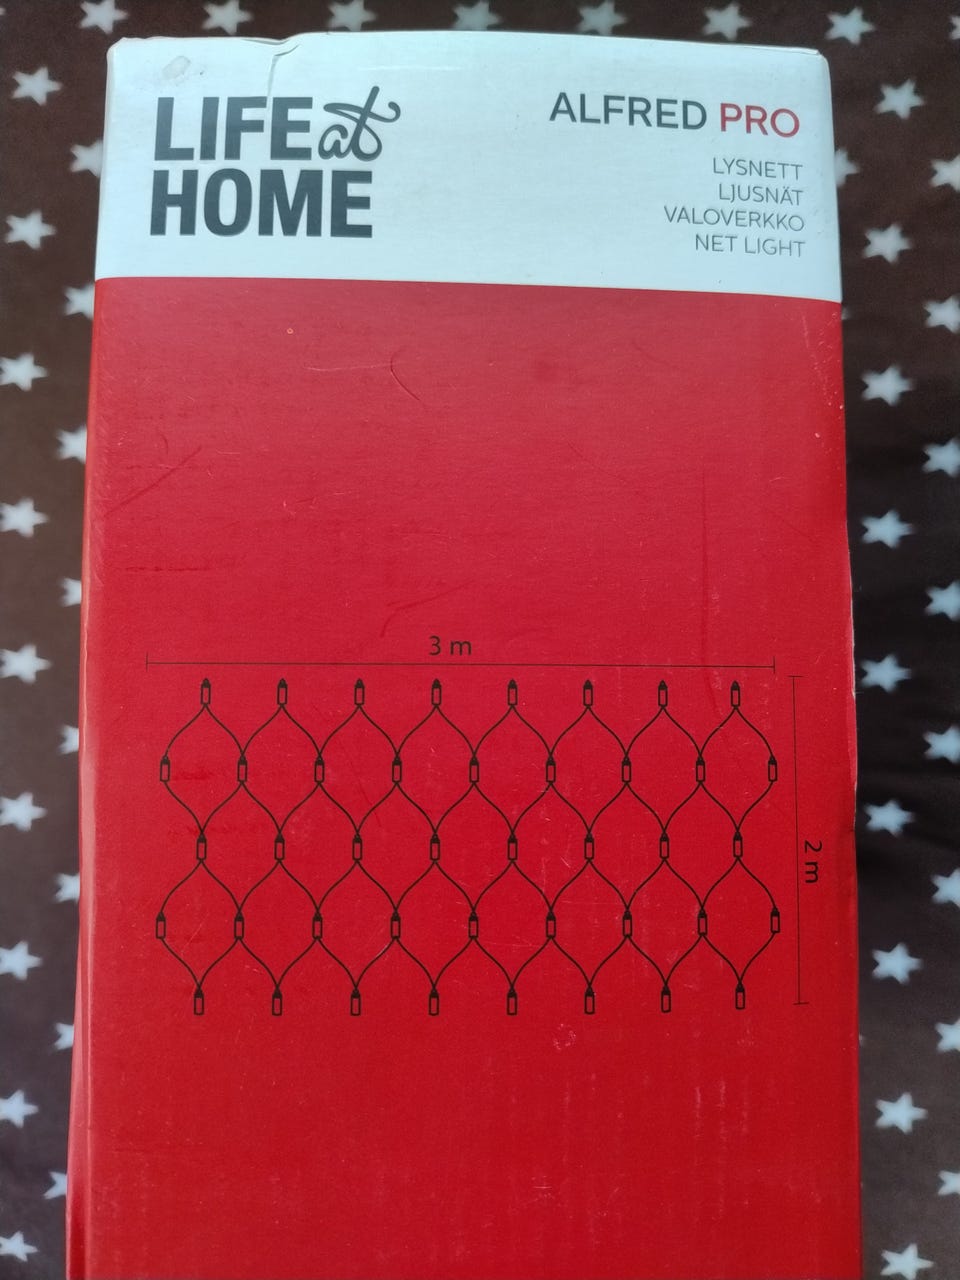 LIFE at
HOME
ALFRED PRO
LYSNETT
LJUSNÄT
VALOVERKKO
NET LIGHT
3 m
2 m